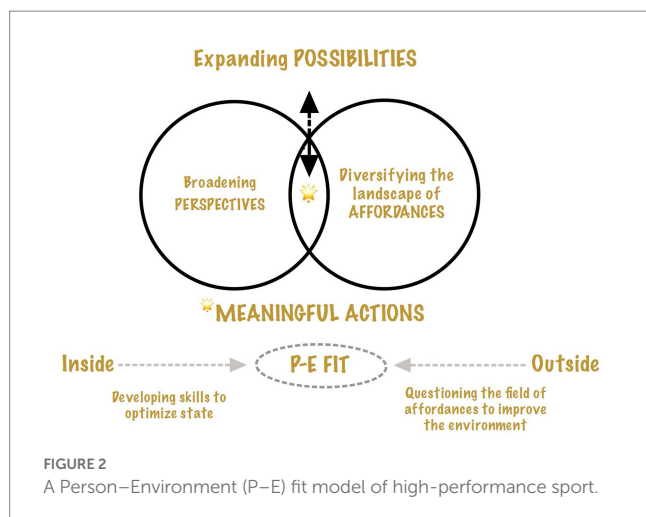 Expanding POSSIBILITIES
Broadening
PERSPECTIVES
Diversifying the
landscape of
AFFORDANCES
MEANINGFUL ACTIONS
Inside
P-E FIT
Outside
Developing skills to
optimize state
Questioning the field of
affordances to improve
the environment
FIGURE 2
A Person–Environment (P–E) fit model of high-performance sport.